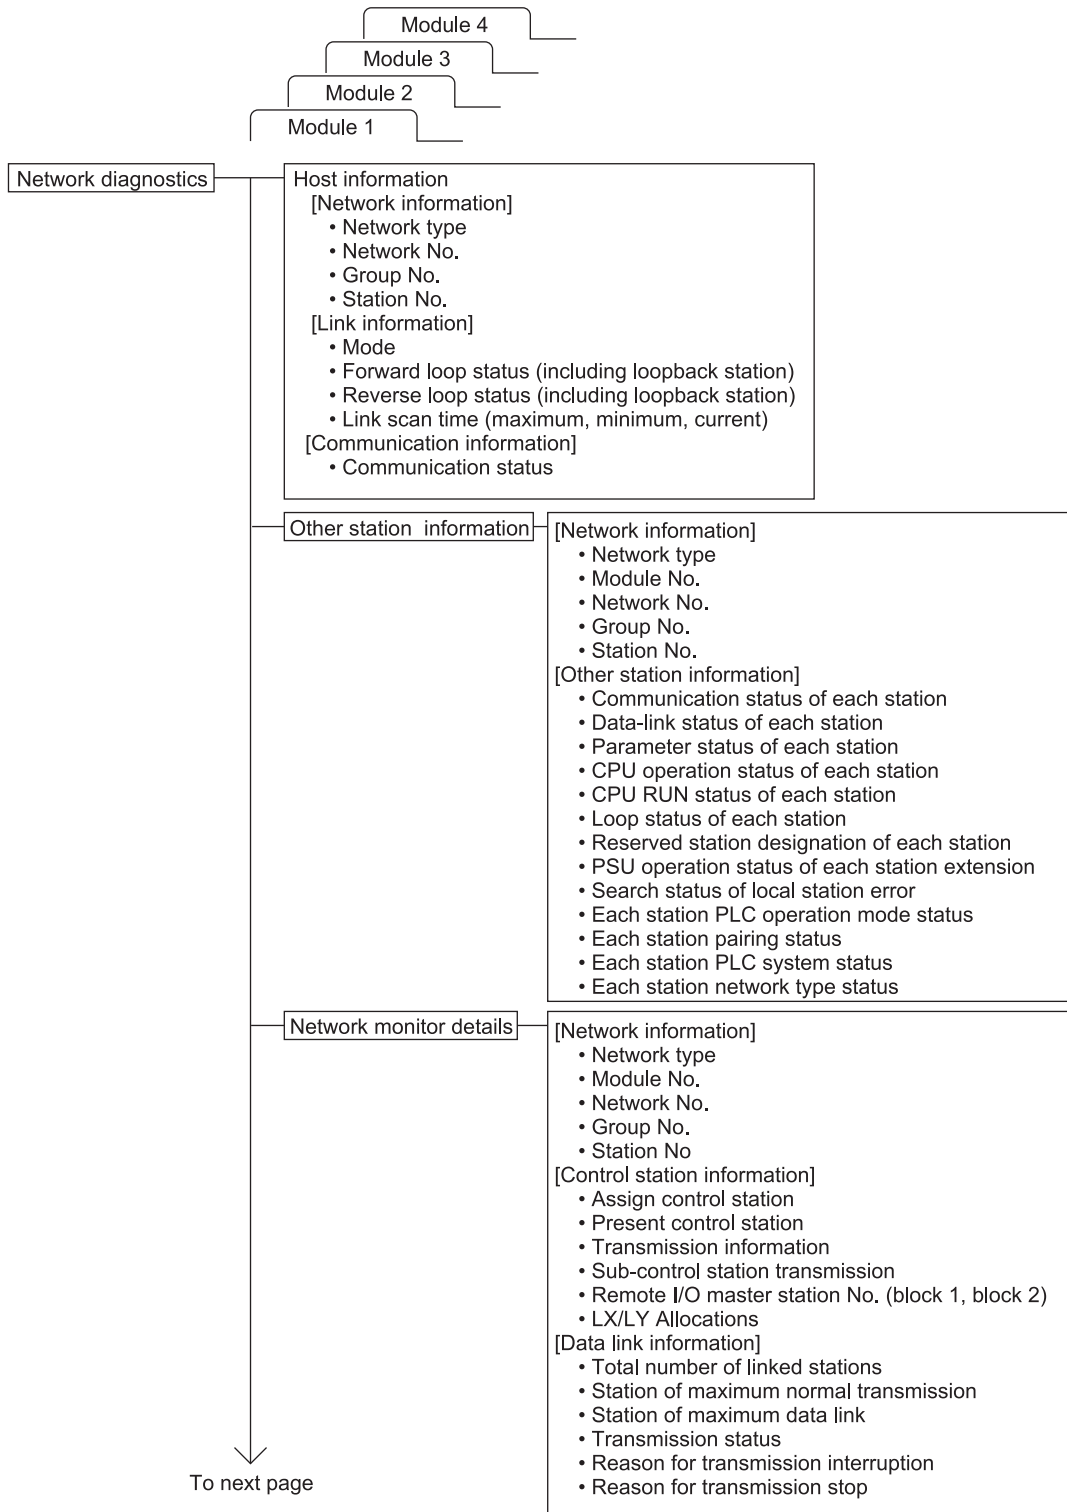 Module 4
Module 3
Module 2
Module 1
Network diagnostics
Host information
[Network information]
• Network type
• Network No.
• Group No.
• Station No.
[Link information]
• Mode
• Forward loop status (including loopback station)
• Reverse loop status (including loopback station)
• Link scan time (maximum, minimum, current)
[Communication information]
• Communication status
Other station information
[Network information]
• Network type
• Module No.
• Network No.
• Group No.
• Station No.
[Other station information]
• Communication status of each station
• Data-link status of each station
• Parameter status of each station
• CPU operation status of each station
• CPU RUN status of each station
• Loop status of each station
• Reserved station designation of each station
• PSU operation status of each station extension
• Search status of local station error
• Each station PLC operation mode status
• Each station pairing status
• Each station PLC system status
• Each station network type status
Network monitor details
[Network information]
• Network type
• Module No.
• Network No.
• Group No.
• Station No
[Control station information]
• Assign control station
• Present control station
• Transmission information
• Sub-control station transmission
• Remote I/O master station No. (block 1, block 2)
• LX/LY Allocations
[Data link information]
• Total number of linked stations
• Station of maximum normal transmission
• Station of maximum data link
• Transmission status
• Reason for transmission interruption
• Reason for transmission stop
To next page